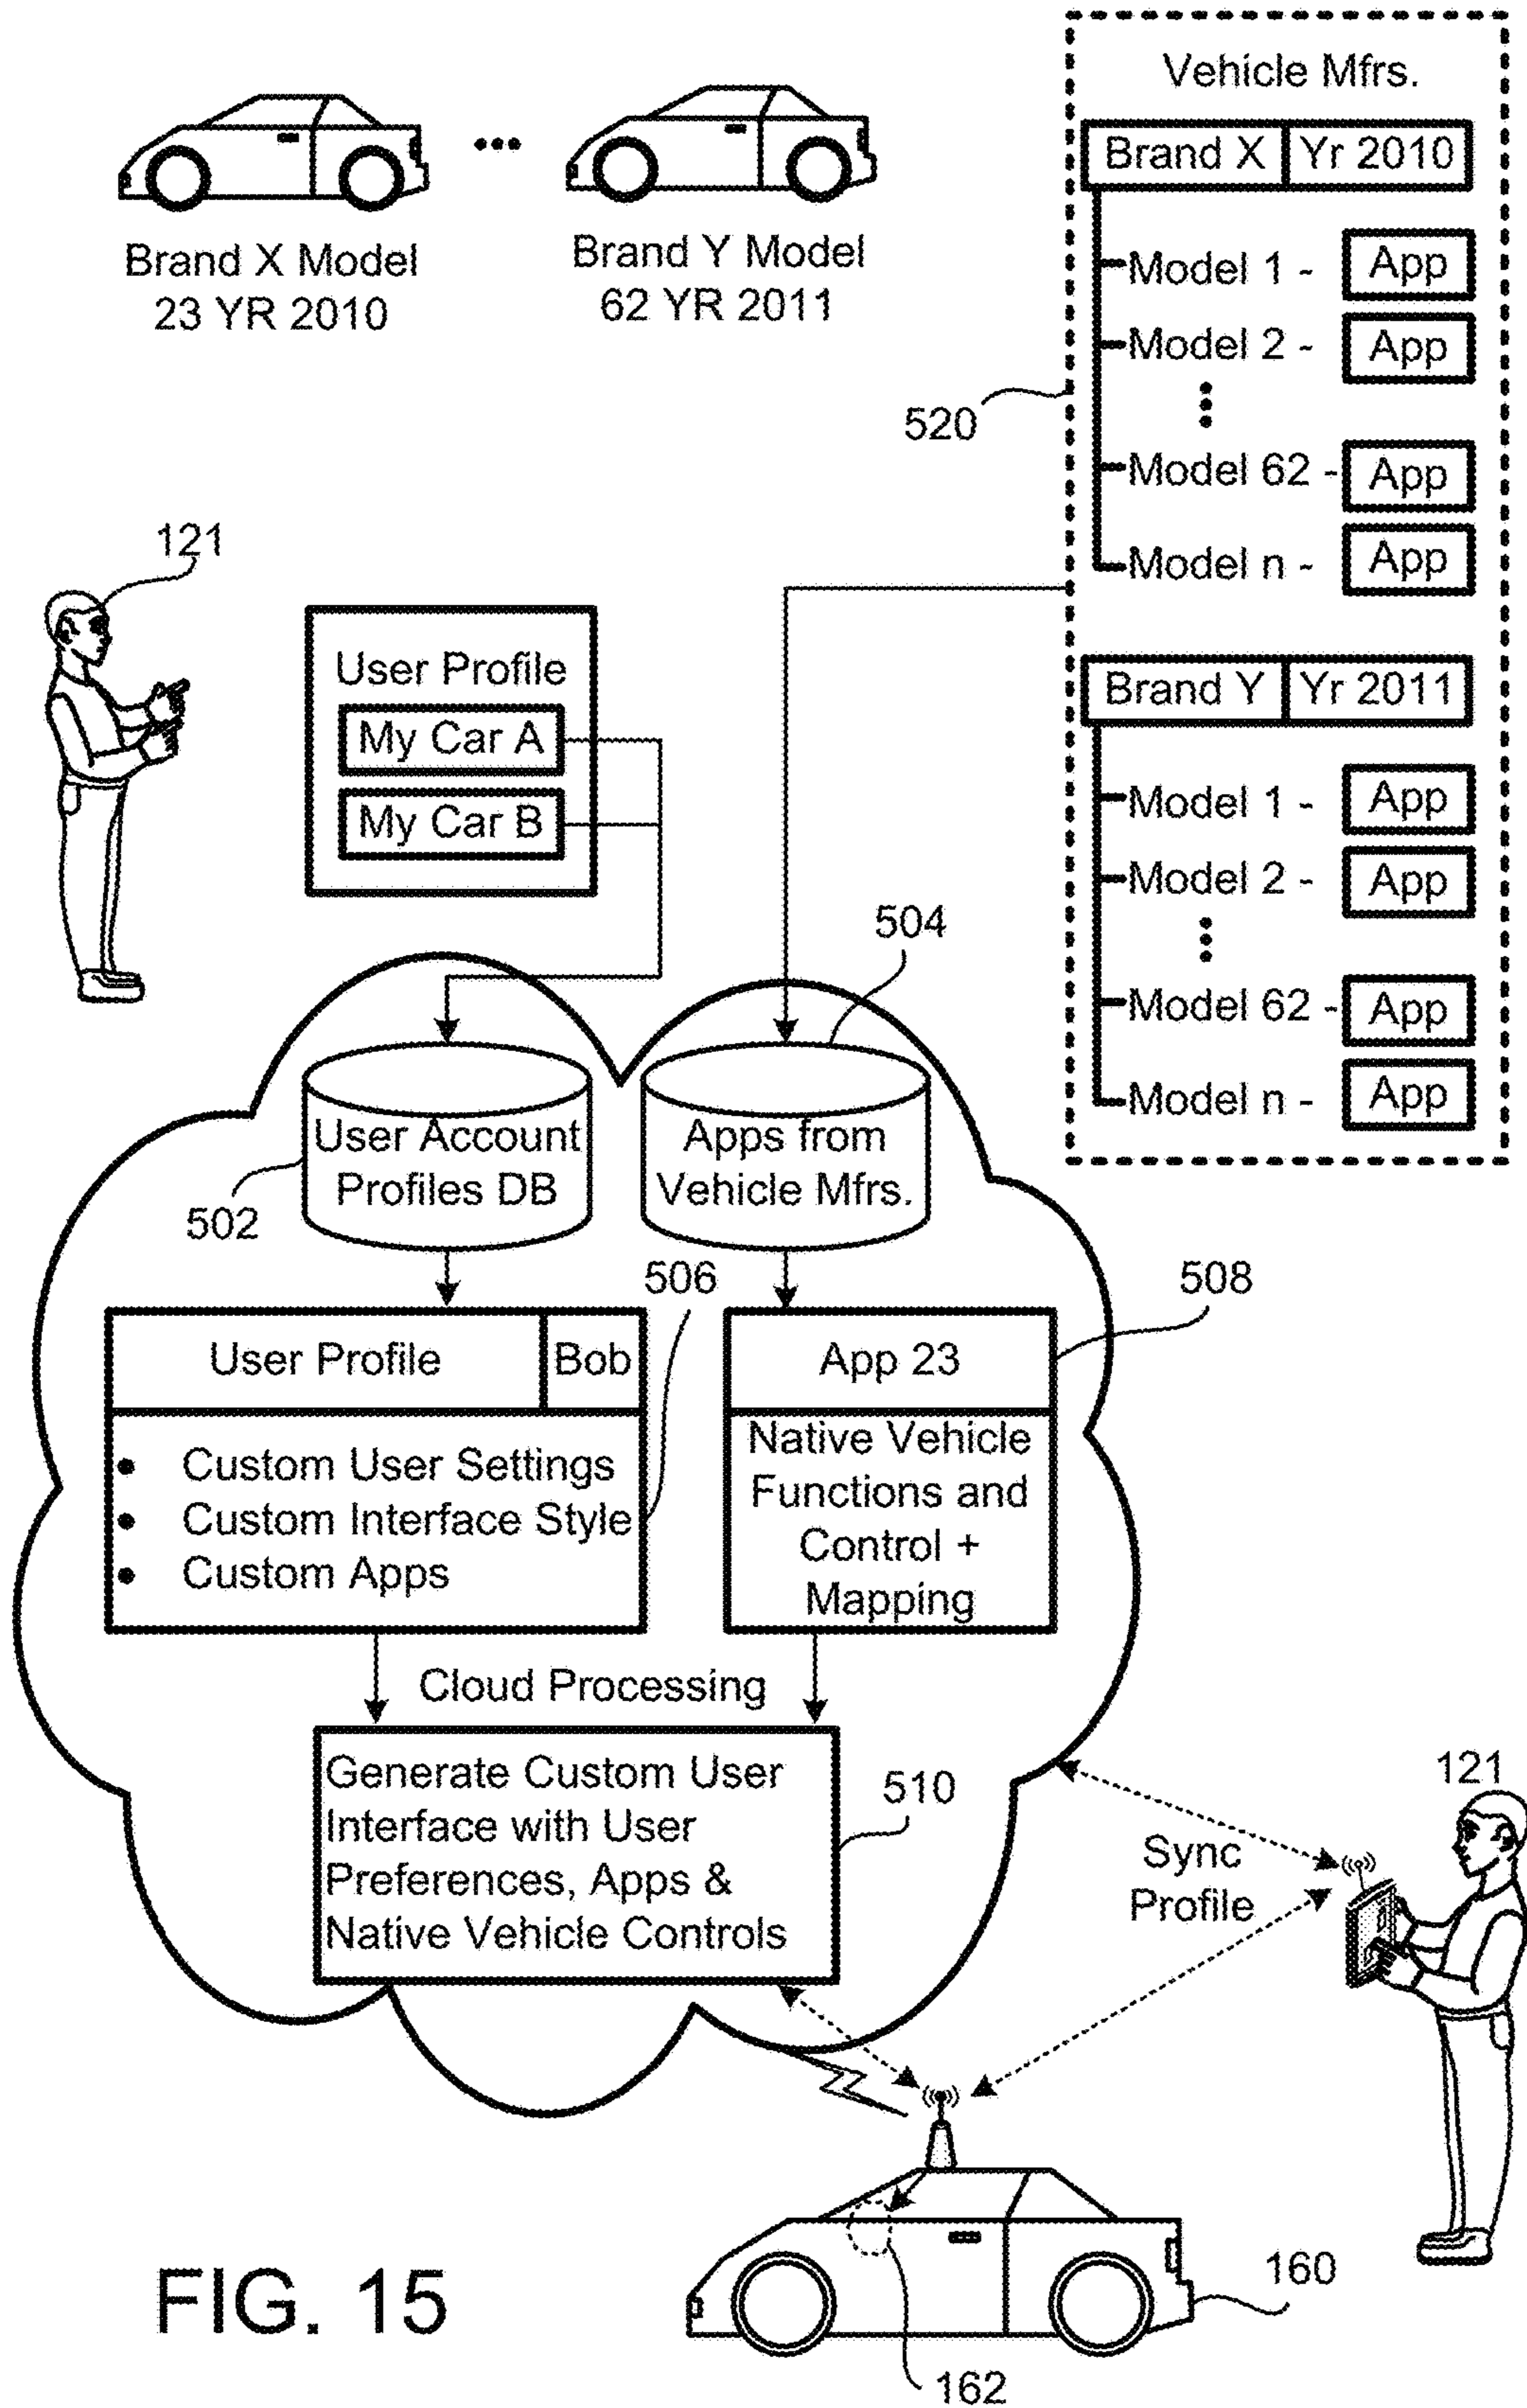 Vehicle Mfrs.
Brand X Yr 2010
Model 1 - App
Model 2 - App
Model 62 - App
Model n - App
Brand Y Yr 2011
Model 1 - App
Model 2 - App
Model 62 - App
Model n - App
520
Brand X Model
23 YR 2010
Brand Y Model
62 YR 2011
121
User Profile
My Car A
My Car B
504
User Account
Profiles DB
Apps from
Vehicle Mfrs.
502
506
508
User Profile Bob
• Custom User Settings
• Custom Interface Style
• Custom Apps
App 23
Native Vehicle
Functions and
Control +
Mapping
Cloud Processing
Generate Custom User
Interface with User
Preferences, Apps &
Native Vehicle Controls
510
Sync
Profile
121
160
162
FIG. 15